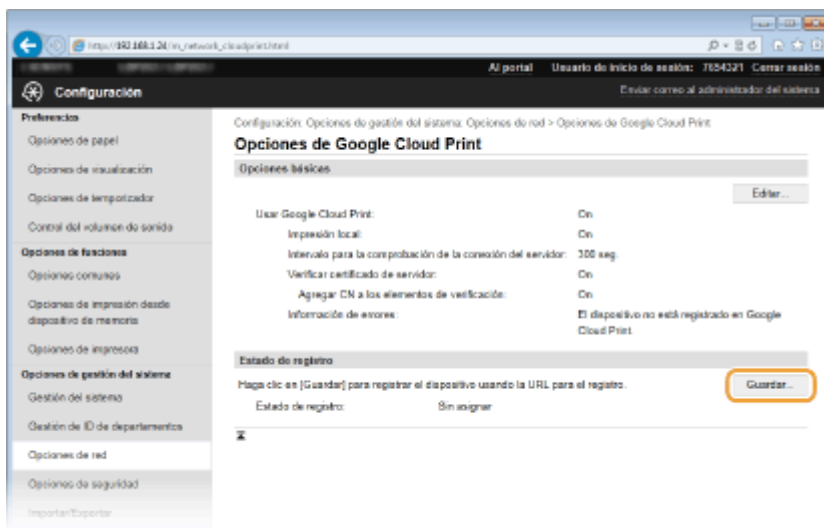 http://192.168.1.24/m_network_cloudprint.html
Al portal Usuario de inicio de sesión: 7654321 Cerrar sesión
Configuración
Enviar correo al administrador del sistema
Preferencias
Opciones de papel
Opciones de visualización
Opciones de temporizador
Control del volumen de sonido
Opciones de funciones
Opciones comunes
Opciones de impresión desde
dispositivo de memoria
Opciones de impresora
Opciones de gestión del sistema
Gestión del sistema
Gestión de ID de departamentos
Opciones de red
Opciones de seguridad
Importar/Exportar
Configuración: Opciones de gestión del sistema: Opciones de red > Opciones de Google Cloud Print
Opciones de Google Cloud Print
Opciones básicas
Editar...
Usar Google Cloud Print: On
Impresión local: On
Intervalo para la comprobación de la conexión del servidor: 300 seg.
Verificar certificado de servidor: On
Agregar CN a los elementos de verificación: On
Información de errores: El dispositivo no está registrado en Google
Cloud Print.
Estado de registro
Haga clic en [Guardar] para registrar el dispositivo usando la URL para el registro.
Guardar...
Estado de registro: Sin asignar